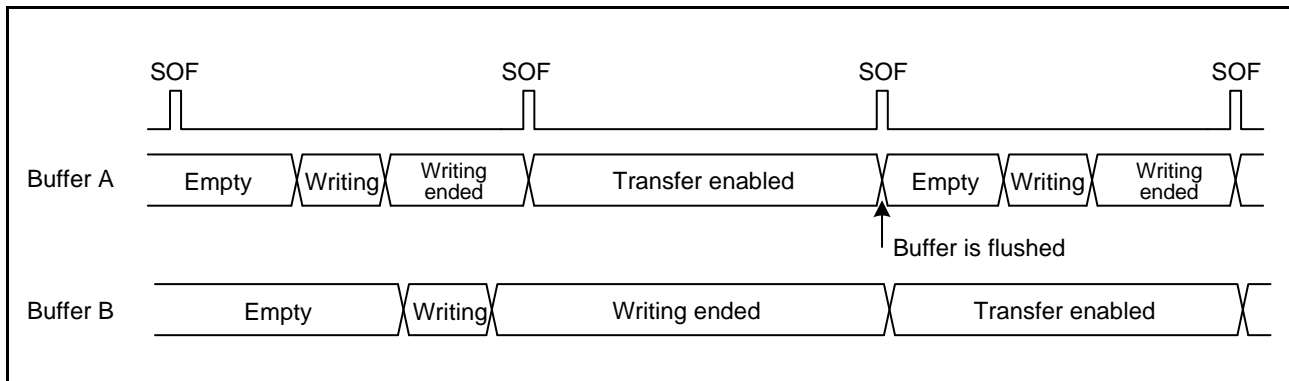 SOF SOF SOF SOF
Buffer A Empty Writing Writing ended Transfer enabled Empty Writing Writing ended
Buffer is flushed
Buffer B Empty Writing Writing ended Transfer enabled